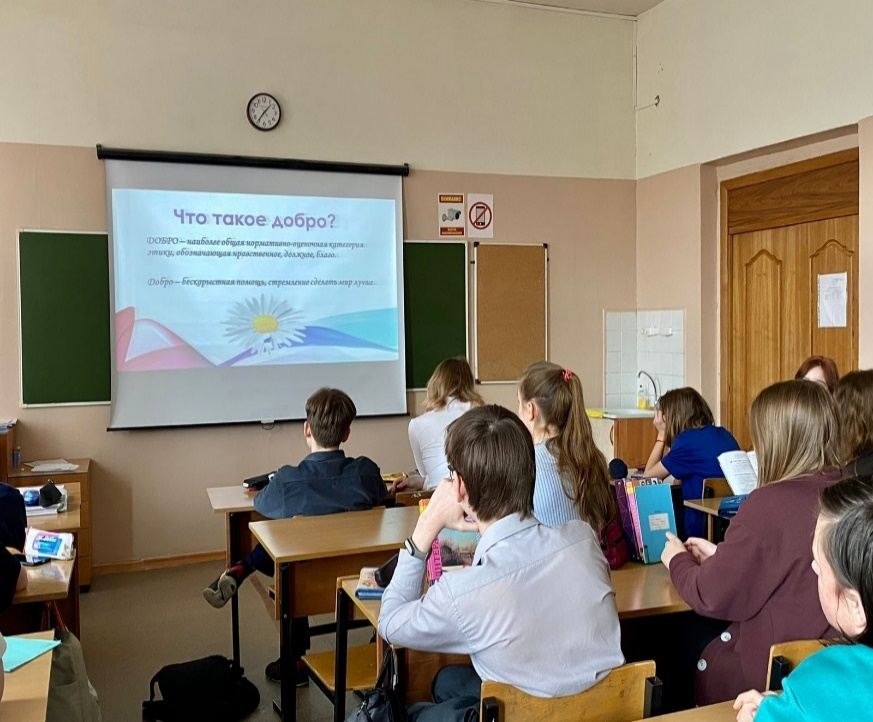 Что такое добро?
ДОБРО – наиболее общая нормативно-оценочная категория
этики, обозначающая нравственное, должное, благо.
Добро – бескорыстная помощь, стремление сделать мир лучше
ВНИМАНИЕ